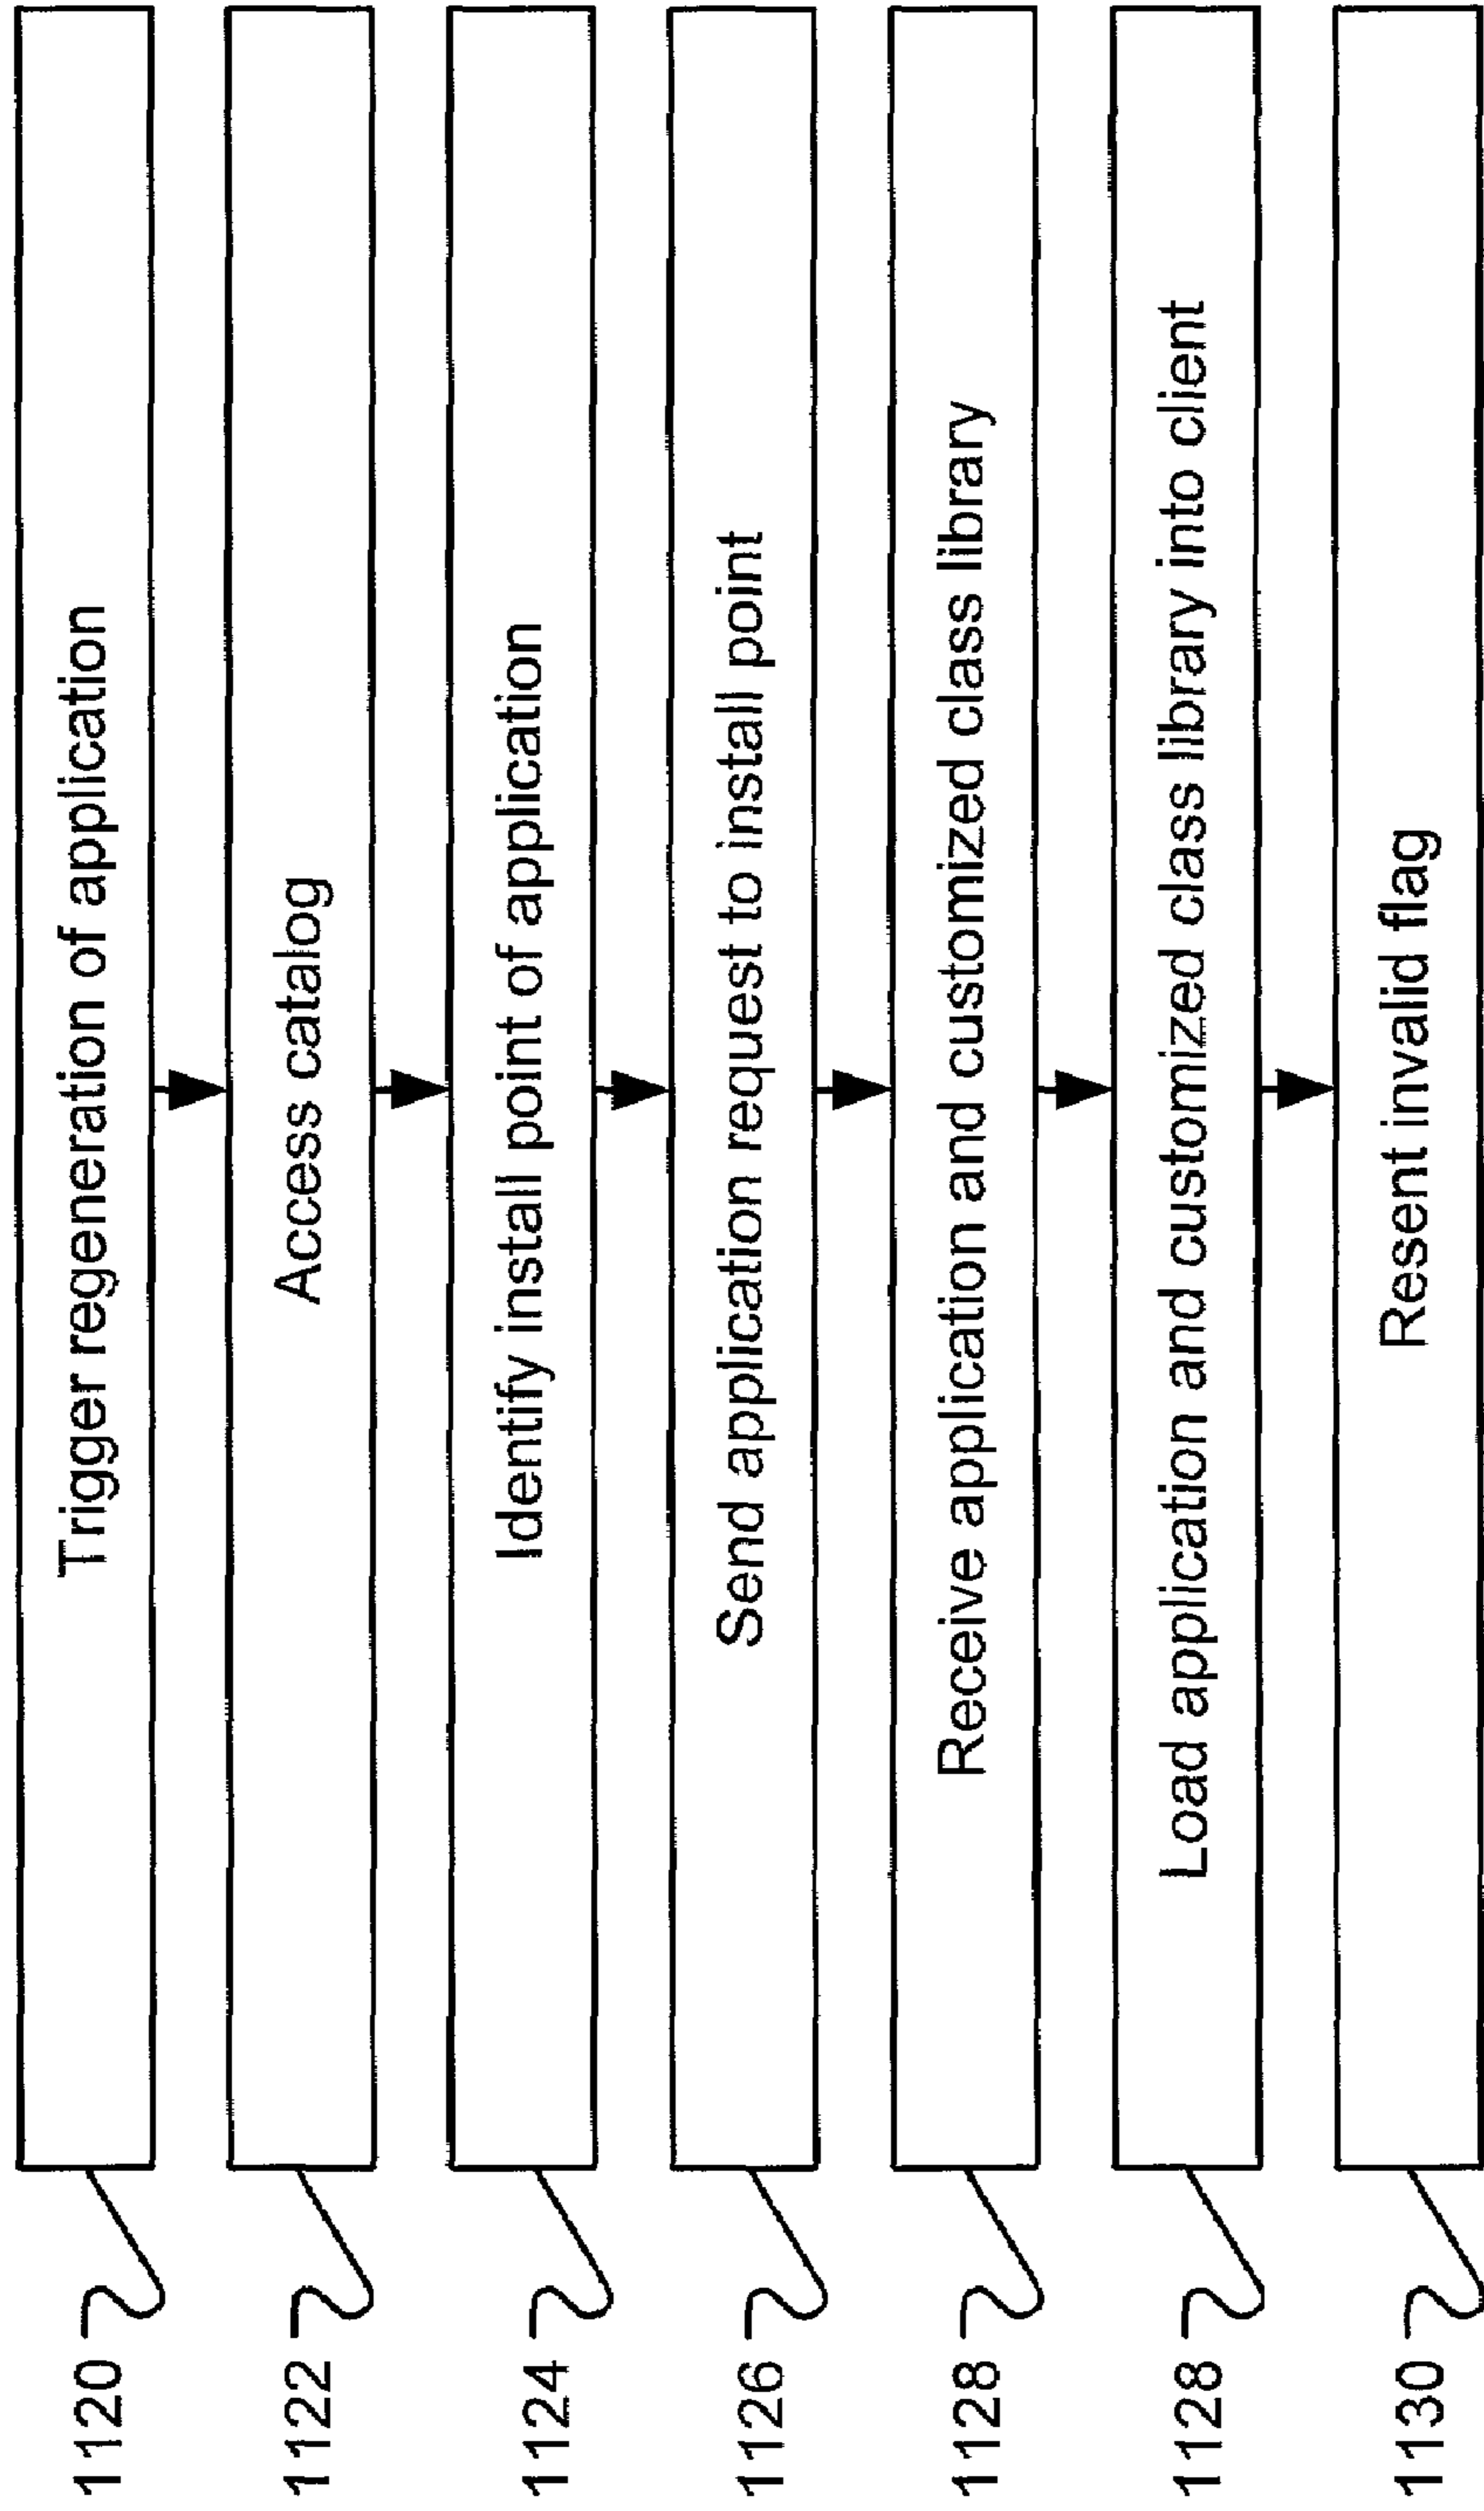 1120 Trigger regeneration of application
1122 Access catalog
1124 Identify install point of application
1126 Send application request to install point
1128 Receive application and customized class library
1128 Load application and customized class library into client
1130 Resent invalid flag